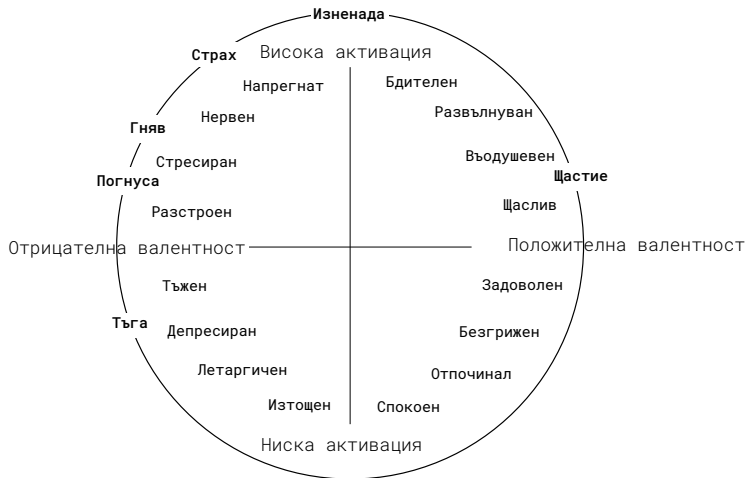 Изненада
Страх
Висока активация
Напрегнат
Бдителен
Нервен
Развълнуван
Гняв
Стресиран
Въодушевен
Погнуса
Щастие
Разстроен
Щаслив
Отрицателна валентност
Положителна валентност
Тъжен
Задоволен
Тъга
Депресиран
Безгрижен
Летаргичен
Отпочинал
Изтощен
Спокоен
Ниска активация